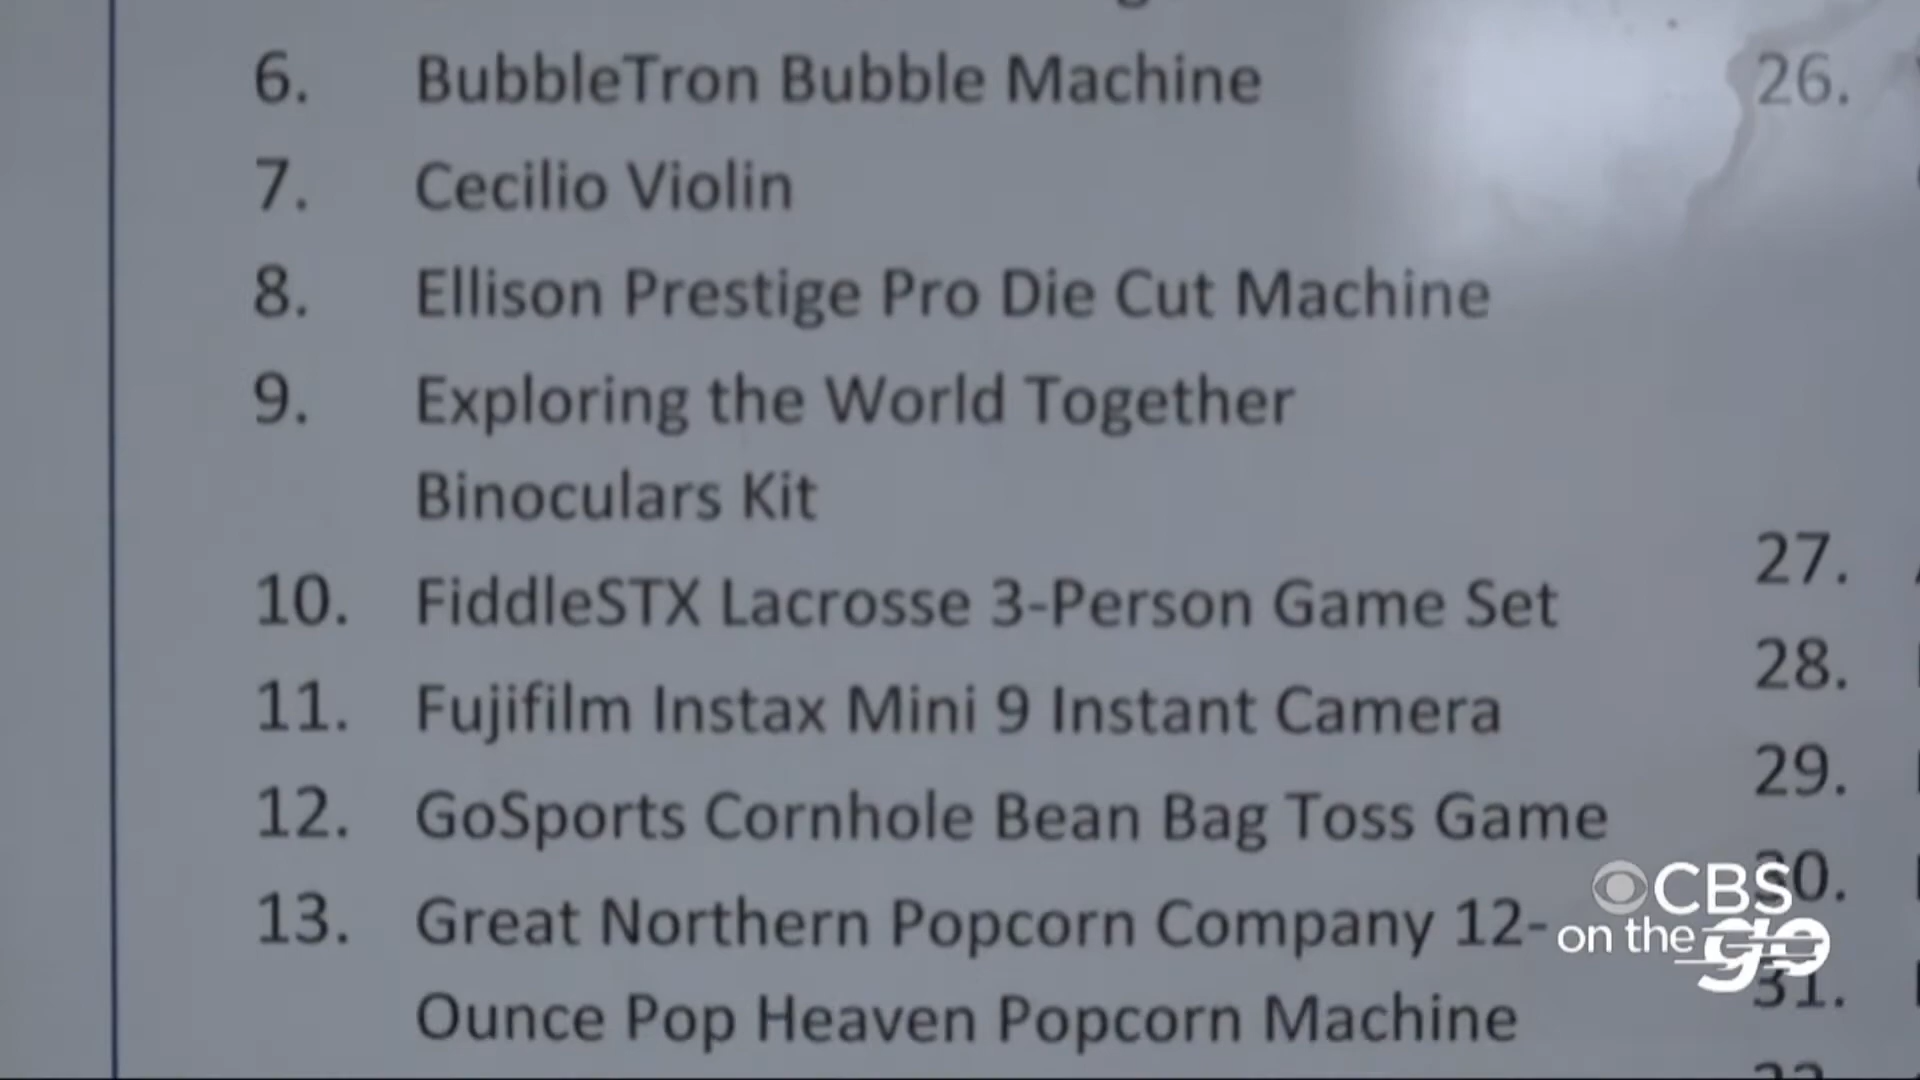 6. BubbleTron Bubble Machine
7. Cecilio Violin
8. Ellison Prestige Pro Die Cut Machine
9. Exploring the World Together
Binoculars Kit
10. FiddleSTX Lacrosse 3-Person Game Set
11. Fujifilm Instax Mini 9 Instant Camera
12. GoSports Cornhole Bean Bag Toss Game
13. Great Northern Popcorn Company 12-
Ounce Pop Heaven Popcorn Machine
26.
27.
28.
29.
30.
31.
CBS
on the go